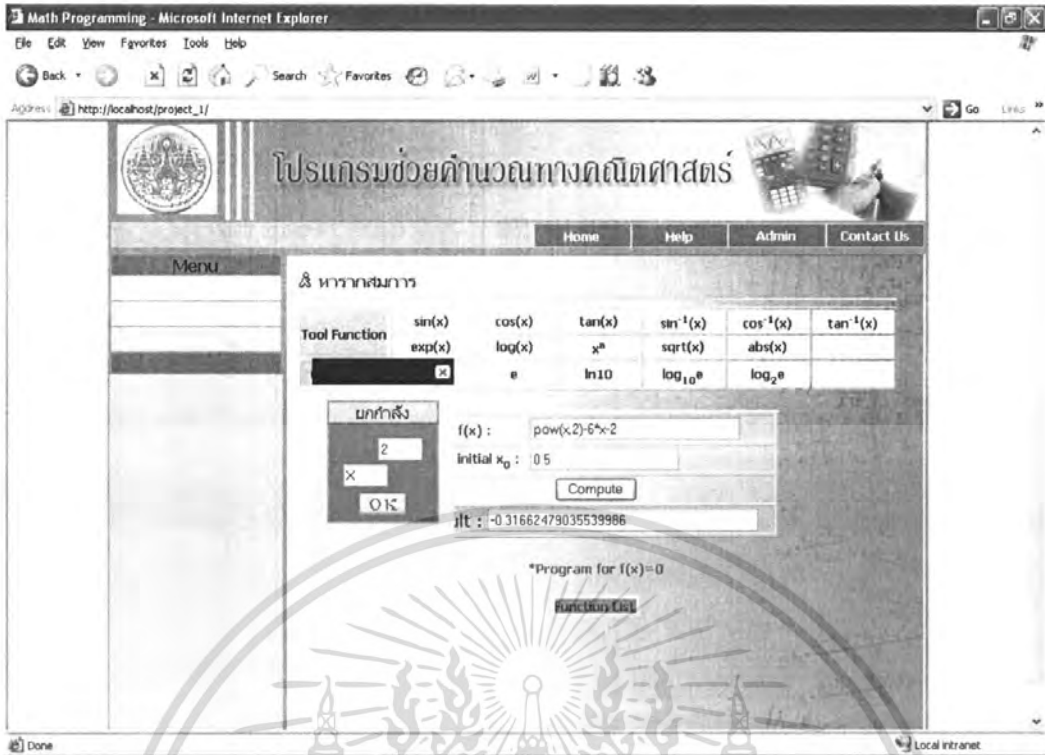 Math Programming - Microsoft Internet Explorer
File Edit View Favorites Tools Help
Back Search Favorites
Address http://localhost/project_1/ Go Links »
โปรแกรมช่วยคำนวณทางคณิตศาสตร์
Home Help Admin Contact Us
Menu
หารากสมการ
Tool Function
sin(x) cos(x) tan(x) sin⁻¹(x) cos⁻¹(x) tan⁻¹(x)
exp(x) log(x) xᵃ sqrt(x) abs(x)
e ln10 log₁₀e log₂e
ยกกำลัง
2
X
OK
f(x) : pow(x,2)-6*x-2
initial x₀ : 0.5
Compute
ult : -0.31662479035539986
*Program for f(x)=0
Function List
Done Local intranet